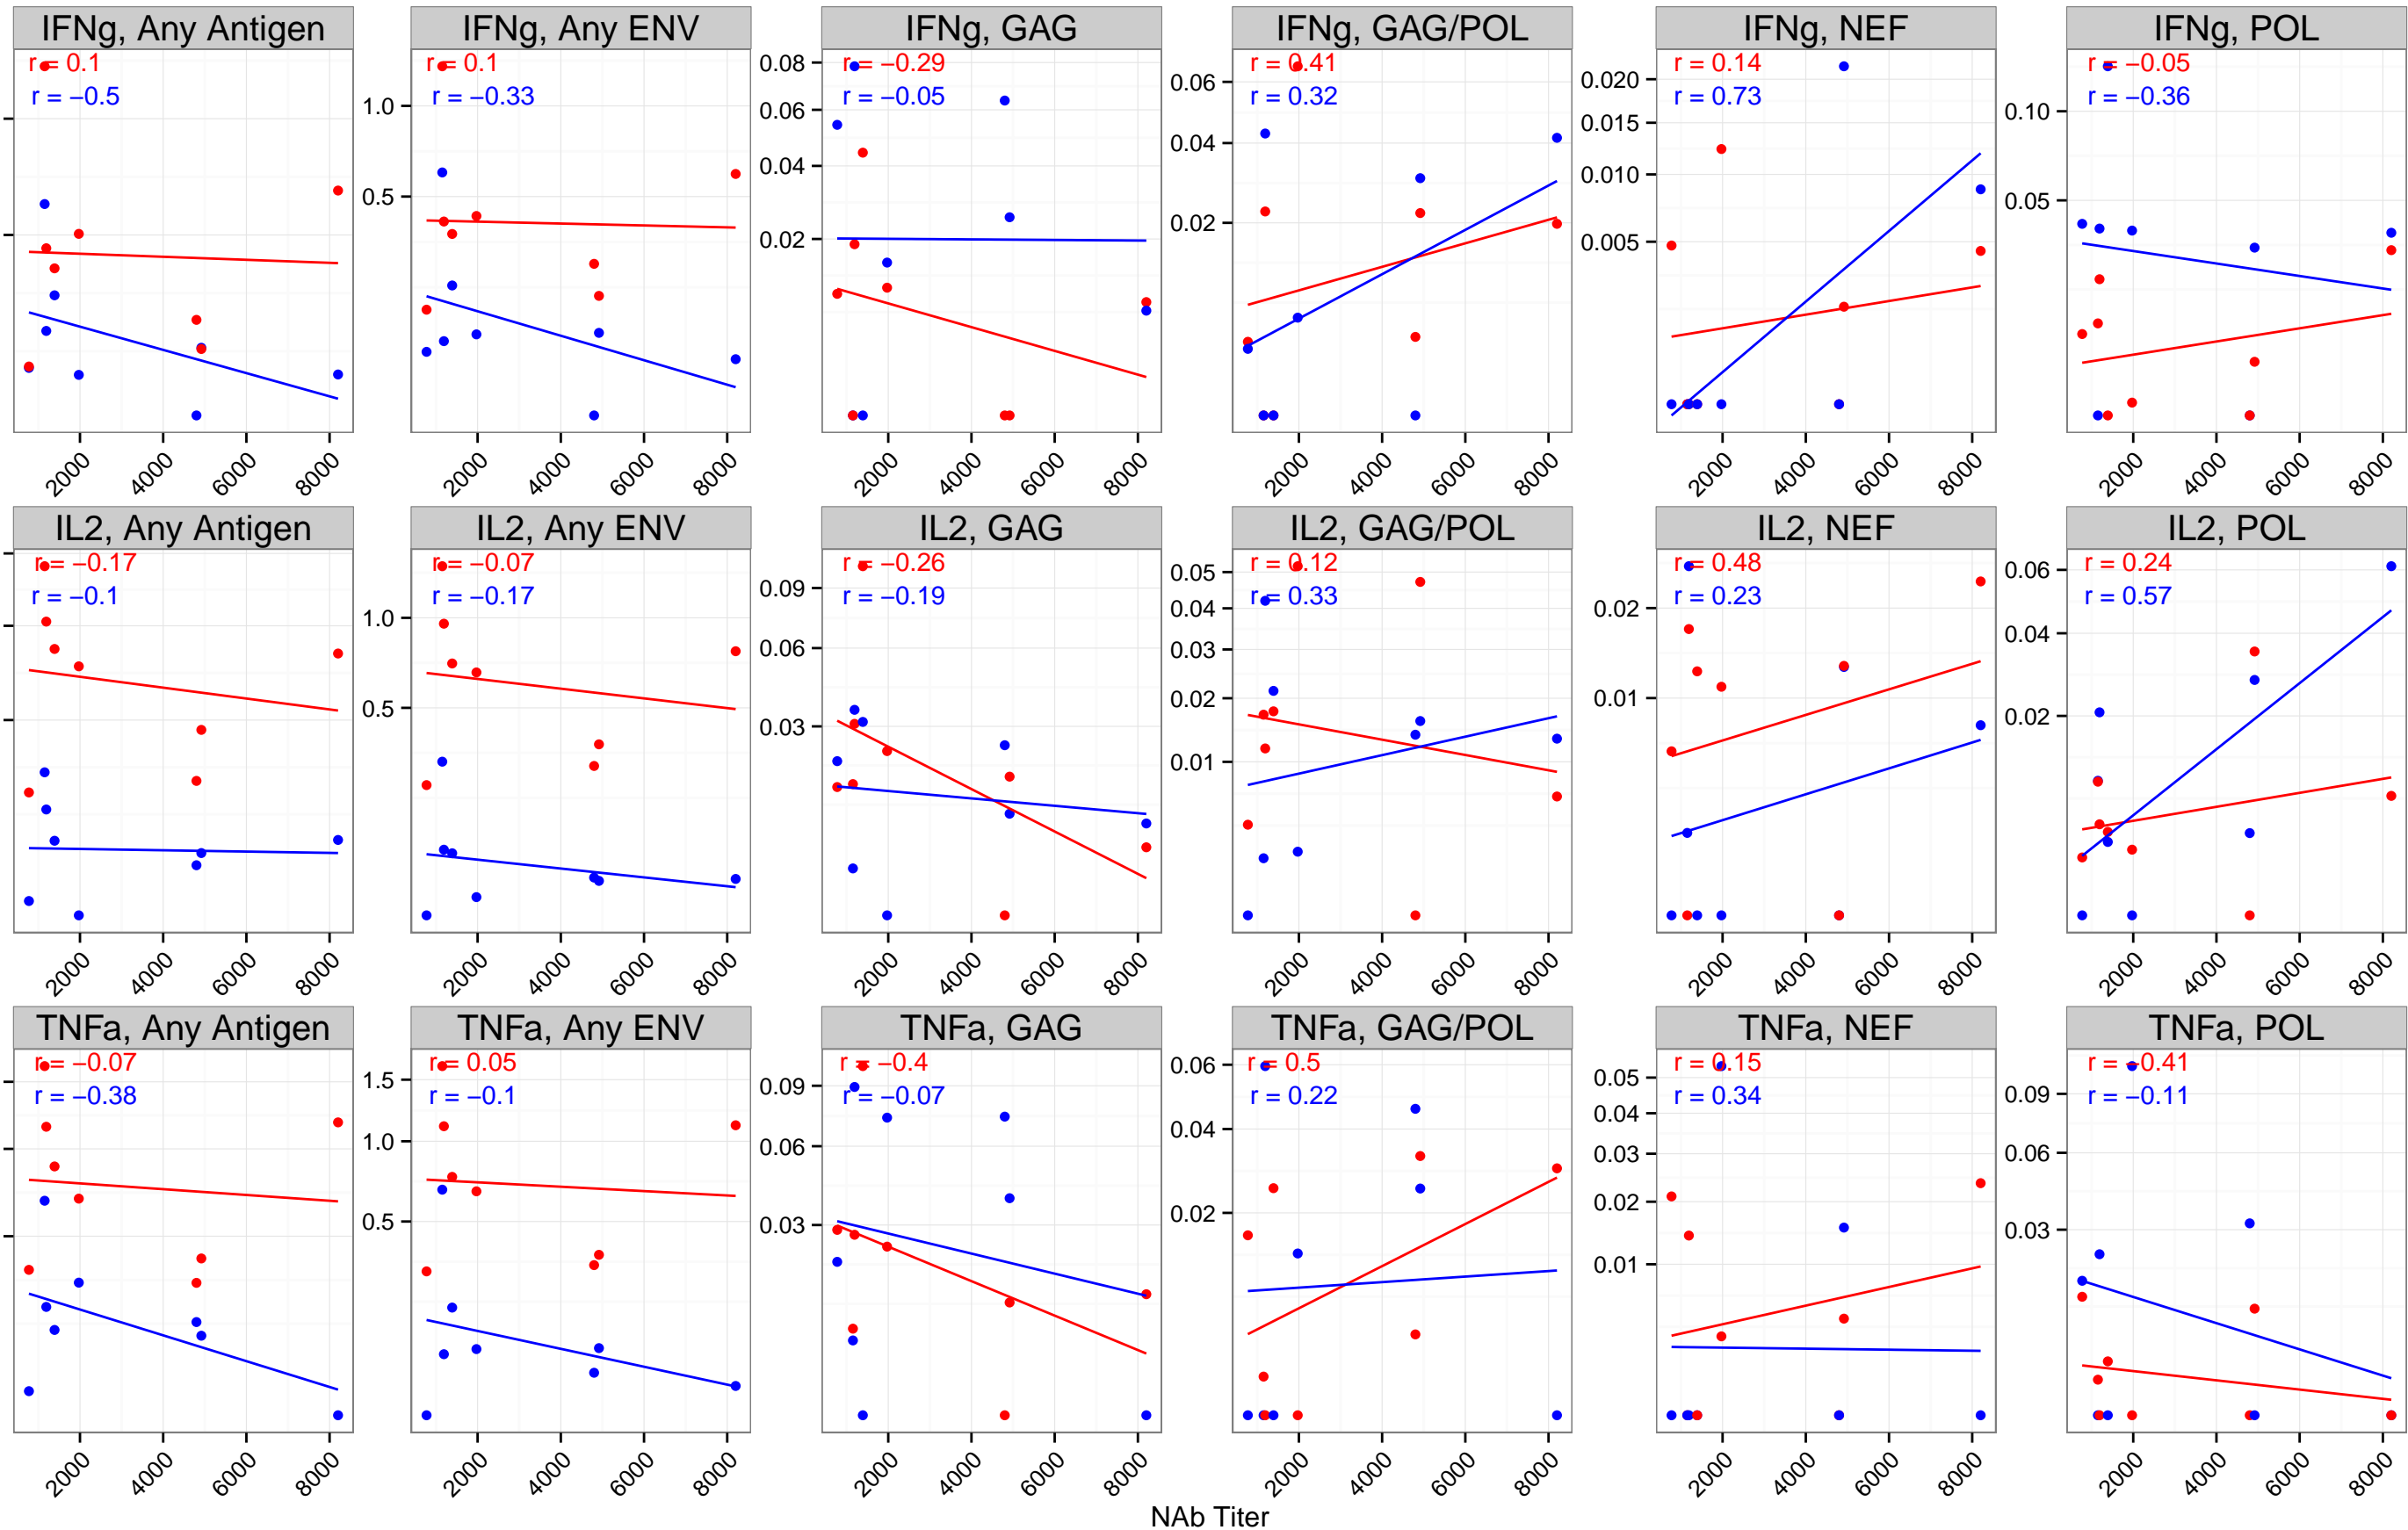 IFNg, Any Antigen
r = 0.1
r = −0.5
2000 4000 6000 8000
IFNg, Any ENV
r = 0.1
r = −0.33
1.0
0.5
2000 4000 6000 8000
IFNg, GAG
r = −0.29
r = −0.05
0.08
0.06
0.04
0.02
2000 4000 6000 8000
IFNg, GAG/POL
r = 0.41
r = 0.32
0.06
0.04
0.02
2000 4000 6000 8000
IFNg, NEF
r = 0.14
r = 0.73
0.020
0.015
0.010
0.005
2000 4000 6000 8000
IFNg, POL
r = −0.05
r = −0.36
0.10
0.05
2000 4000 6000 8000
IL2, Any Antigen
r = −0.17
r = −0.1
2000 4000 6000 8000
IL2, Any ENV
r = −0.07
r = −0.17
1.0
0.5
2000 4000 6000 8000
IL2, GAG
r = −0.26
r = −0.19
0.09
0.06
0.03
2000 4000 6000 8000
IL2, GAG/POL
r = 0.12
r = 0.33
0.05
0.04
0.03
0.02
0.01
2000 4000 6000 8000
IL2, NEF
r = 0.48
r = 0.23
0.02
0.01
2000 4000 6000 8000
IL2, POL
r = 0.24
r = 0.57
0.06
0.04
0.02
2000 4000 6000 8000
TNFa, Any Antigen
r = −0.07
r = −0.38
2000 4000 6000 8000
TNFa, Any ENV
r = 0.05
r = −0.1
1.5
1.0
0.5
2000 4000 6000 8000
TNFa, GAG
r = −0.4
r = −0.07
0.09
0.06
0.03
2000 4000 6000 8000
TNFa, GAG/POL
r = 0.5
r = 0.22
0.06
0.04
0.02
2000 4000 6000 8000
TNFa, NEF
r = 0.15
r = 0.34
0.05
0.04
0.03
0.02
0.01
2000 4000 6000 8000
TNFa, POL
r = −0.41
r = −0.11
0.09
0.06
0.03
2000 4000 6000 8000
NAb Titer